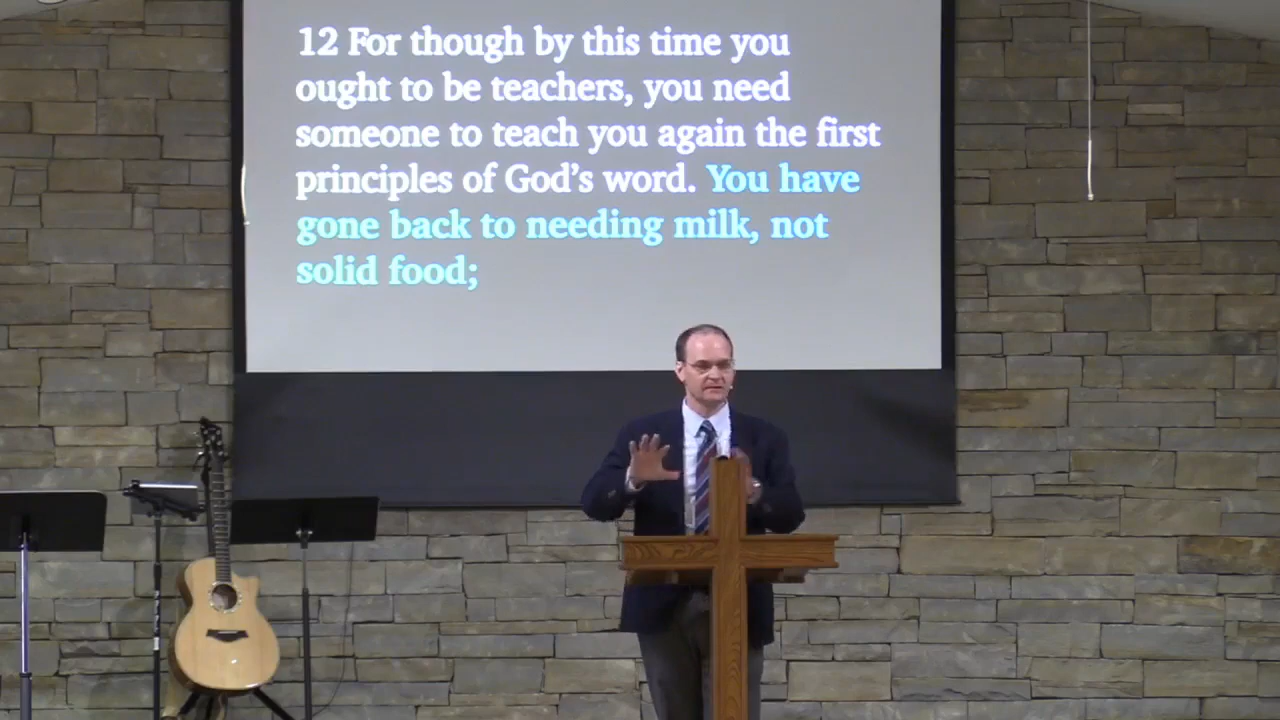 12 For though by this time you
ought to be teachers, you need
someone to teach you again the first
principles of God’s word. You have
gone back to needing milk, not
solid food;